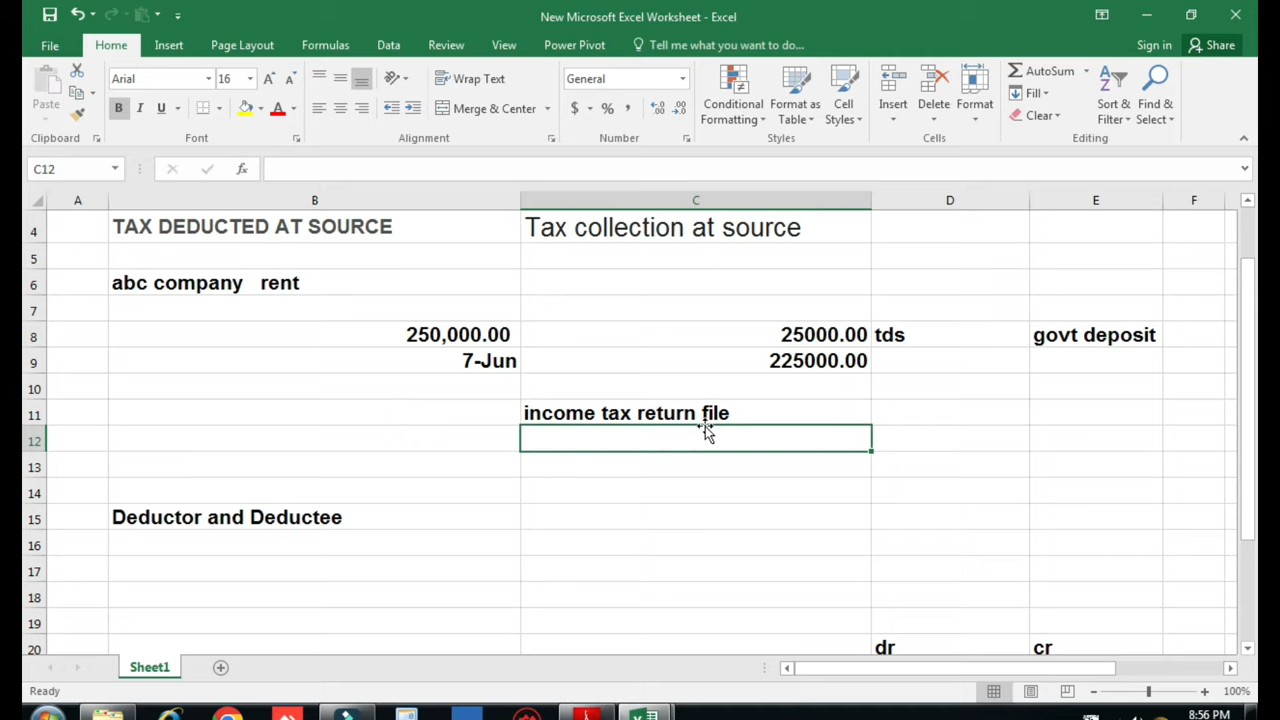 New Microsoft Excel Worksheet - Excel
File Home Insert Page Layout Formulas Data Review View Power Pivot Tell me what you want to do... Sign in Share
Paste
Arial 16
Wrap Text
General
Conditional Formatting
Format as Table
Cell Styles
Insert
Delete
Format
AutoSum
Fill
Clear
Sort & Filter
Find & Select
B I U
Merge & Center
$ % ,
Clipboard Font Alignment Number Styles Cells Editing
C12 fx
A B C D E F
4 TAX DEDUCTED AT SOURCE Tax collection at source
5
6 abc company rent
7
8 250,000.00 25000.00 tds govt deposit
9 7-Jun 225000.00
10
11 income tax return file
12
13
14
15 Deductor and Deductee
16
17
18
19
20 dr cr
Sheet1
Ready 100%
8:56 PM